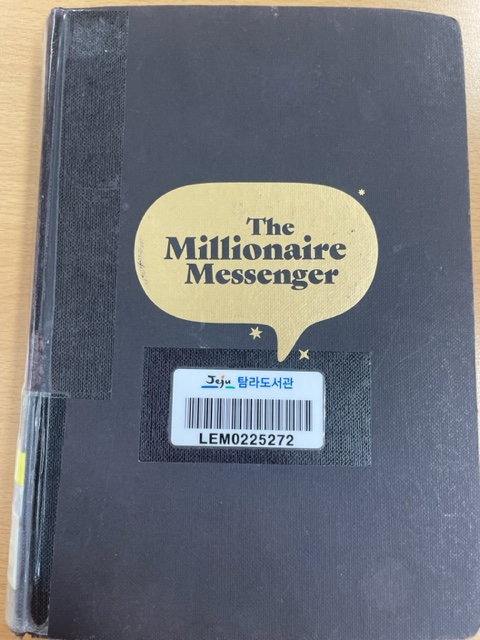 The
Millionaire
Messenger
Jeju 탐라도서관
LEM0225272